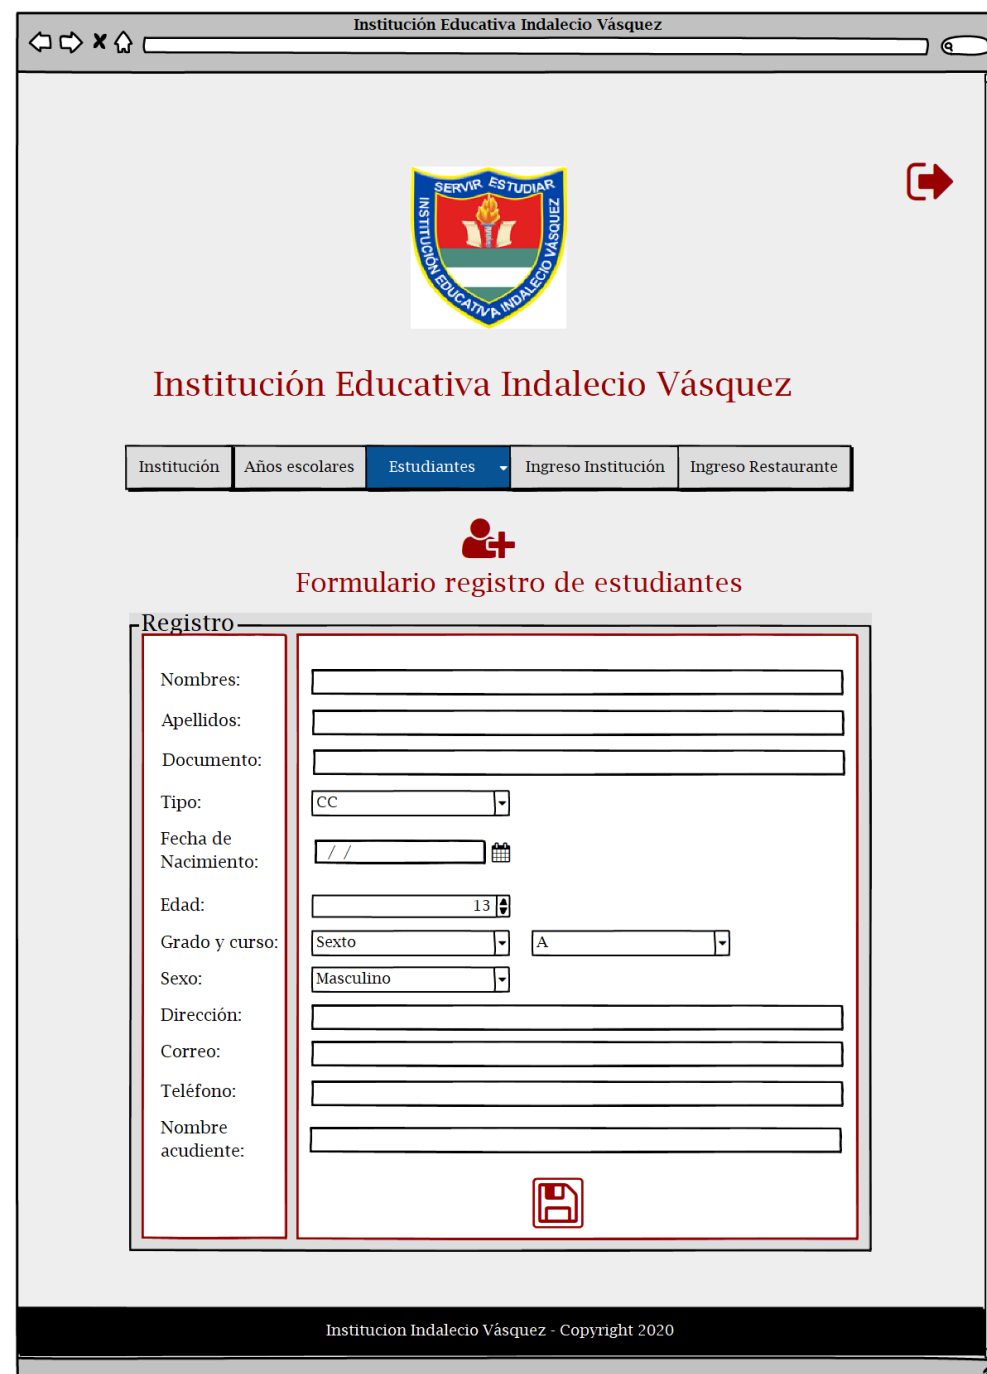 Institución Educativa Indalecio Vásquez
SERVIR ESTUDIAR
INSTITUCIÓN EDUCATIVA INDALECIO VÁSQUEZ
Institución Educativa Indalecio Vásquez
Institución Años escolares Estudiantes Ingreso Institución Ingreso Restaurante
Formulario registro de estudiantes
Registro
Nombres:
Apellidos:
Documento:
Tipo: CC
Fecha de
Nacimiento: / /
Edad: 13
Grado y curso: Sexto A
Sexo: Masculino
Dirección:
Correo:
Teléfono:
Nombre
acudiente:
Institucion Indalecio Vásquez - Copyright 2020